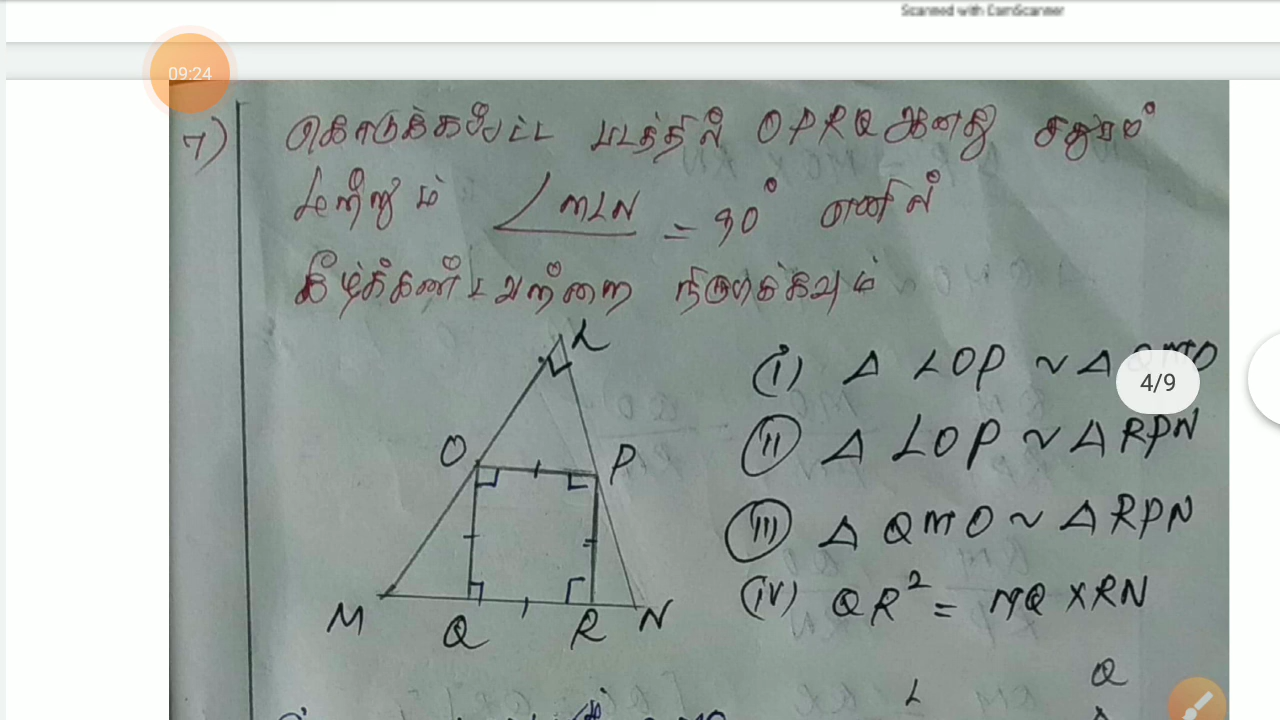 Scanned with CamScanner
09:24
7) கொடுக்கப்பட்ட படத்தில் OPRQ ஆனது சதுரம்
மற்றும் ∠MLN = 90° எனில்
கீழ்க்கண்டவற்றை நிரூபிக்கவும்
L
(i) Δ LOP ~ Δ QMO
4/9
O P
(ii) Δ LOP ~ Δ RPN
(iii) Δ QMO ~ Δ RPN
(iv) QR² = MQ × RN
M Q R N
Q
L